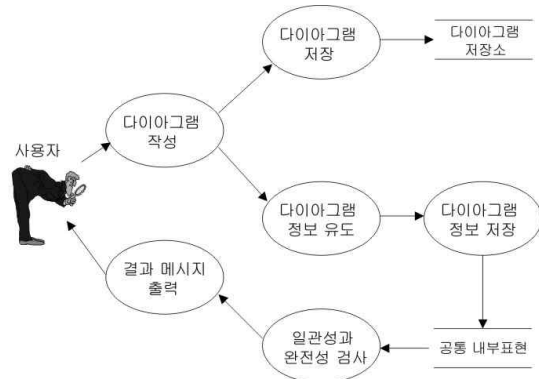 다이아그램
저장
다이아그램
저장소
다이아그램
작성
사용자
다이아그램
정보 유도
다이아그램
정보 저장
결과 메시지
출력
일관성과
완전성 검사
공통 내부표현